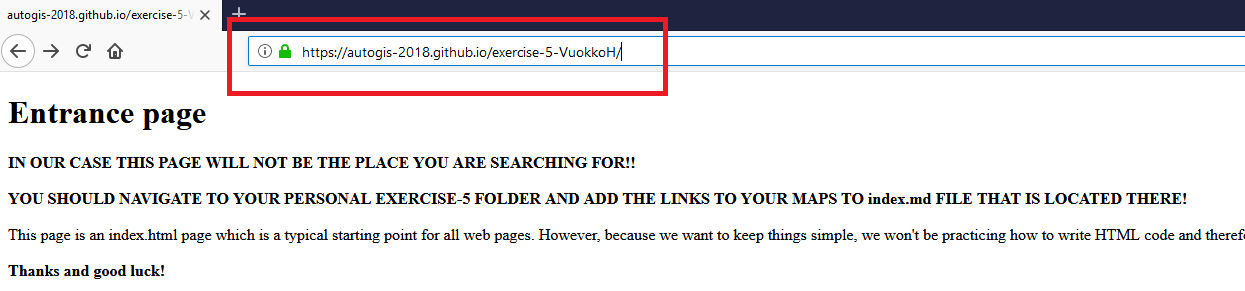 autogis-2018.github.io/exercise-5-V
https://autogis-2018.github.io/exercise-5-VuokkoH/
Entrance page
IN OUR CASE THIS PAGE WILL NOT BE THE PLACE YOU ARE SEARCHING FOR!!
YOU SHOULD NAVIGATE TO YOUR PERSONAL EXERCISE-5 FOLDER AND ADD THE LINKS TO YOUR MAPS TO index.md FILE THAT IS LOCATED THERE!
This page is an index.html page which is a typical starting point for all web pages. However, because we want to keep things simple, we won't be practicing how to write HTML code and theref
Thanks and good luck!